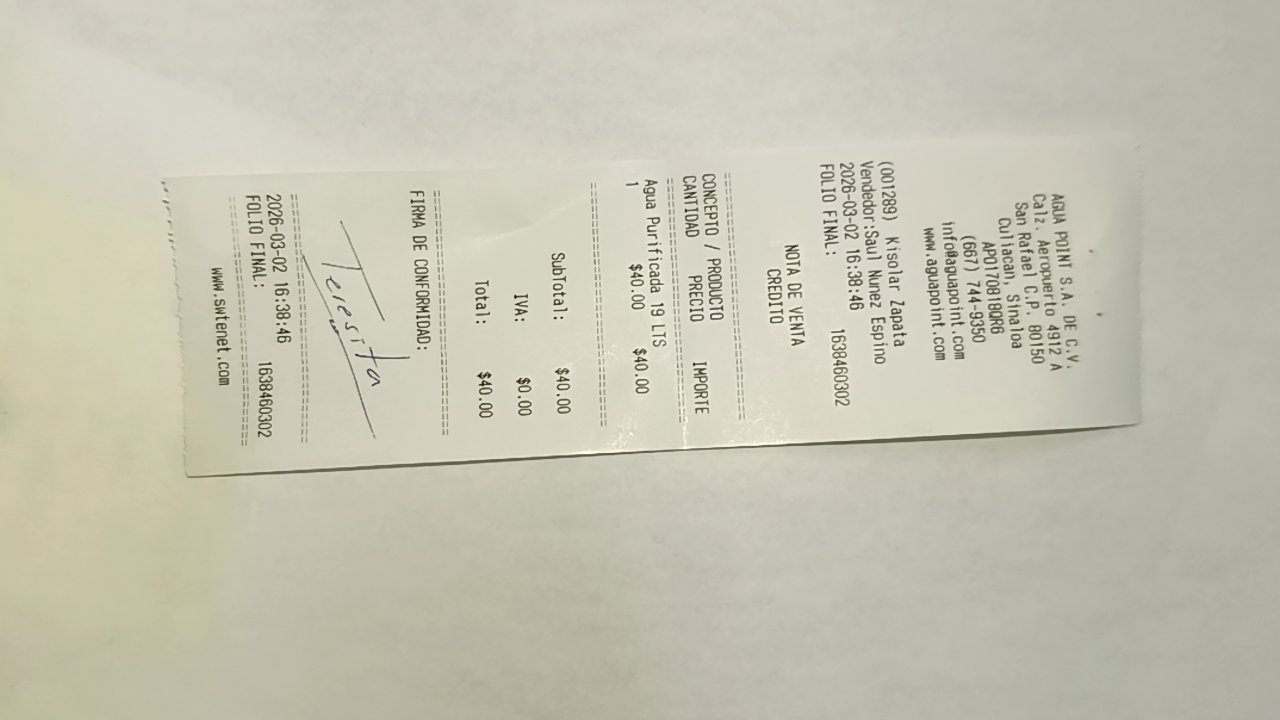 AGUA POINT S.A. DE C.V.
Calz. Aeropuerto 4912 A
San Rafael C.P. 80150
Culiacan, Sinaloa
APO170818QR6
(667) 744-9350
info@aguapoint.com
www.aguapoint.com
(001289) Kisolar Zapata
Vendedor:Saul Nunez Espino
2026-03-02 16:38:46
FOLIO FINAL: 1638460302
NOTA DE VENTA
CREDITO
CONCEPTO / PRODUCTO
CANTIDAD PRECIO IMPORTE
Agua Purificada 19 LTS
1 $40.00 $40.00
SubTotal: $40.00
IVA: $0.00
Total: $40.00
FIRMA DE CONFORMIDAD:
Teresita
2026-03-02 16:38:46
FOLIO FINAL: 1638460302
www.swtenet.com